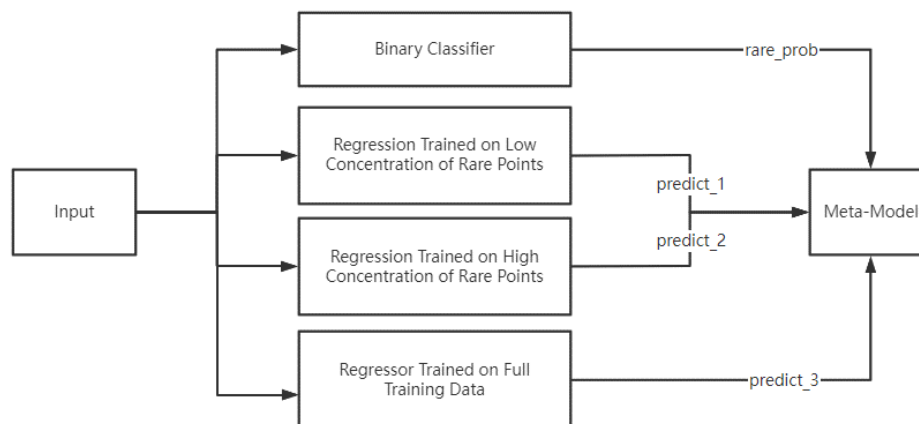 Binary Classifier
rare_prob
Regression Trained on Low
Concentration of Rare Points
predict_1
Input
Meta-Model
predict_2
Regression Trained on High
Concentration of Rare Points
Regressor Trained on Full
Training Data
predict_3